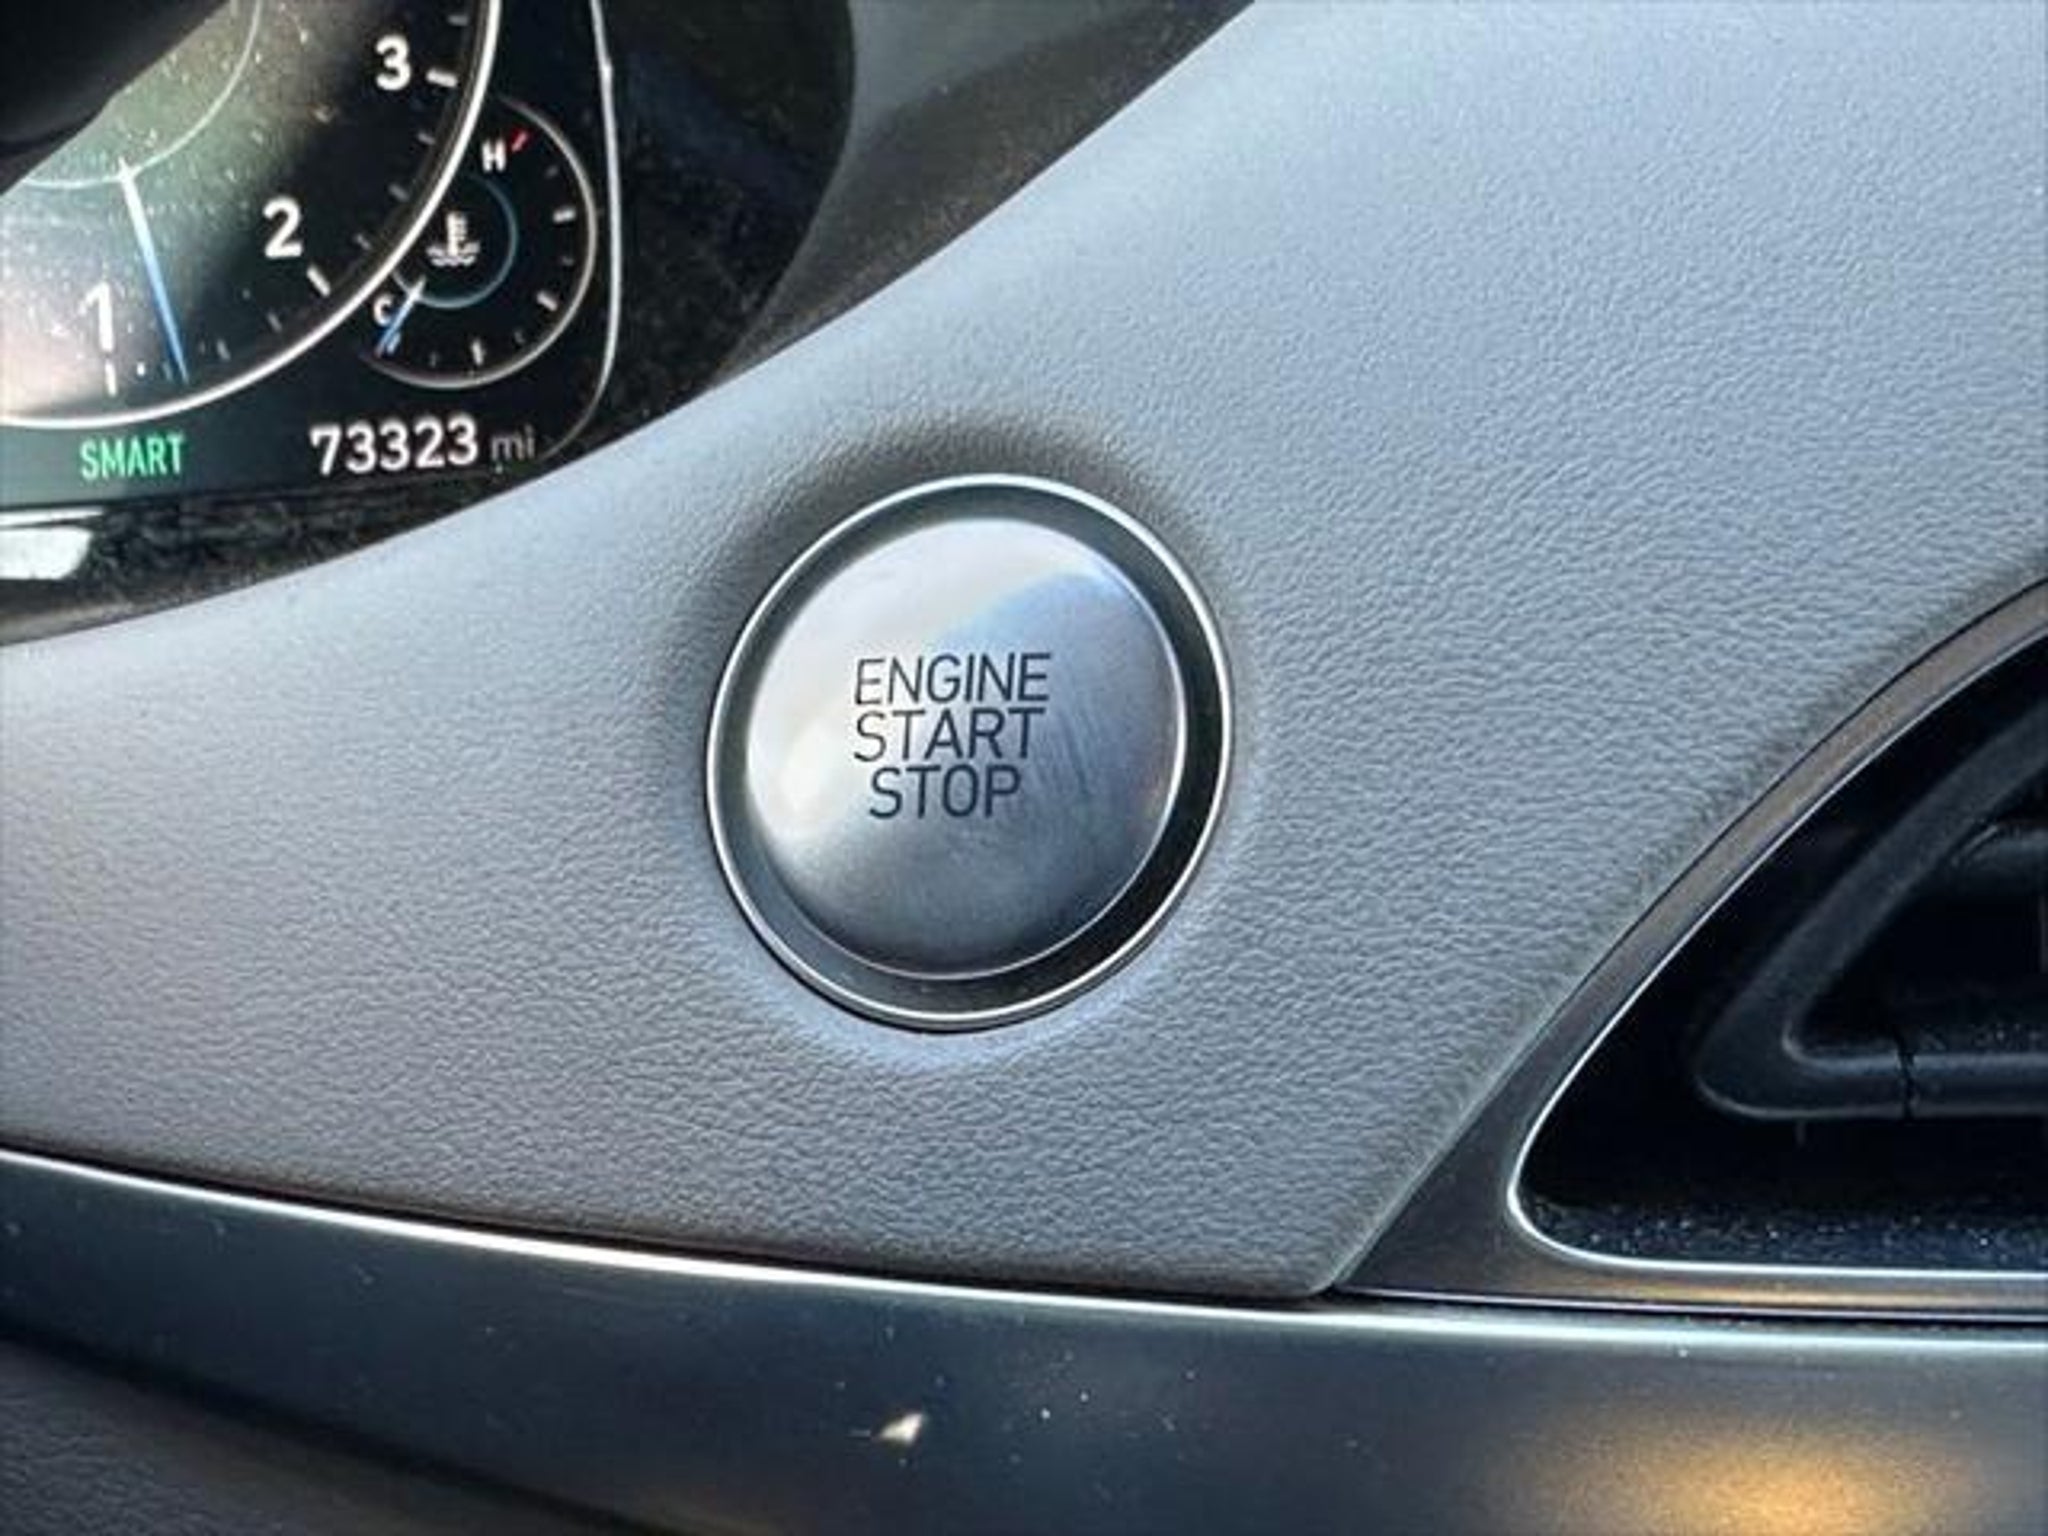 3
H
2
C
1
SMART
73323 mi
ENGINE
START
STOP